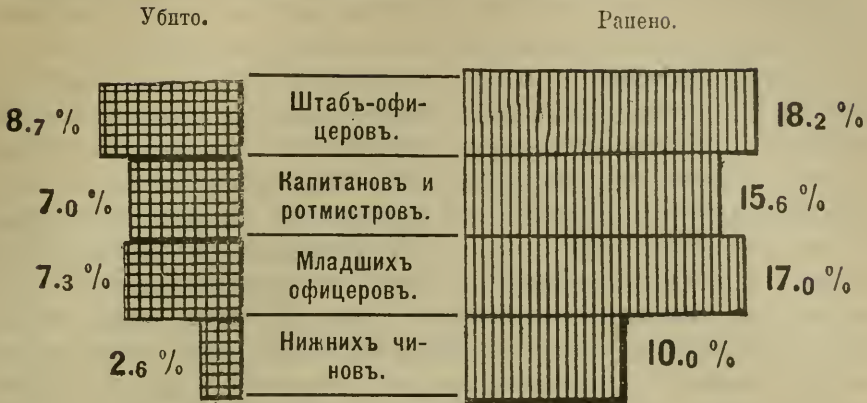 Убито. Ранено.
8.7 % Штабъ-офи- 18.2 %
церовъ.
7.0 % Капитановъ и 15.6 %
ротмистровъ.
7.3 % Младшихъ 17.0 %
офицеровъ.
2.6 % Нижнихъ чи- 10.0 %
новъ.